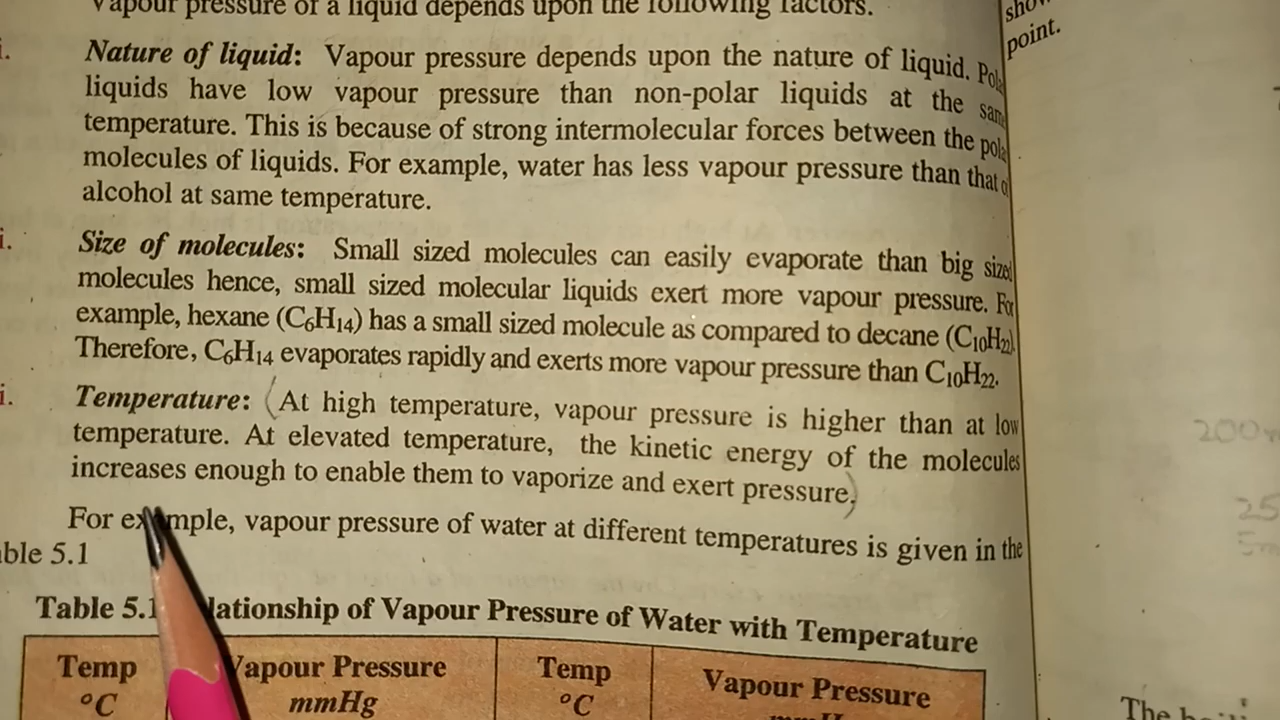 Vapour pressure of a liquid depends upon the following factors.
i. Nature of liquid: Vapour pressure depends upon the nature of liquid.
liquids have low vapour pressure than non-polar liquids at the
temperature. This is because of strong intermolecular forces between the
molecules of liquids. For example, water has less vapour pressure than that
alcohol at same temperature.
i. Size of molecules: Small sized molecules can easily evaporate than big
molecules hence, small sized molecular liquids exert more vapour pressure.
example, hexane (C₆H₁₄) has a small sized molecule as compared to decane (C₁₀H₂₂).
Therefore, C₆H₁₄ evaporates rapidly and exerts more vapour pressure than C₁₀H₂₂.
i. Temperature: (At high temperature, vapour pressure is higher than at low
temperature. At elevated temperature, the kinetic energy of the molecules
increases enough to enable them to vaporize and exert pressure.)
For example, vapour pressure of water at different temperatures is given in the
ble 5.1
Table 5.1 lationship of Vapour Pressure of Water with Temperature
Temp Vapour Pressure Temp Vapour Pressure
°C mmHg °C
point.
200
25
The